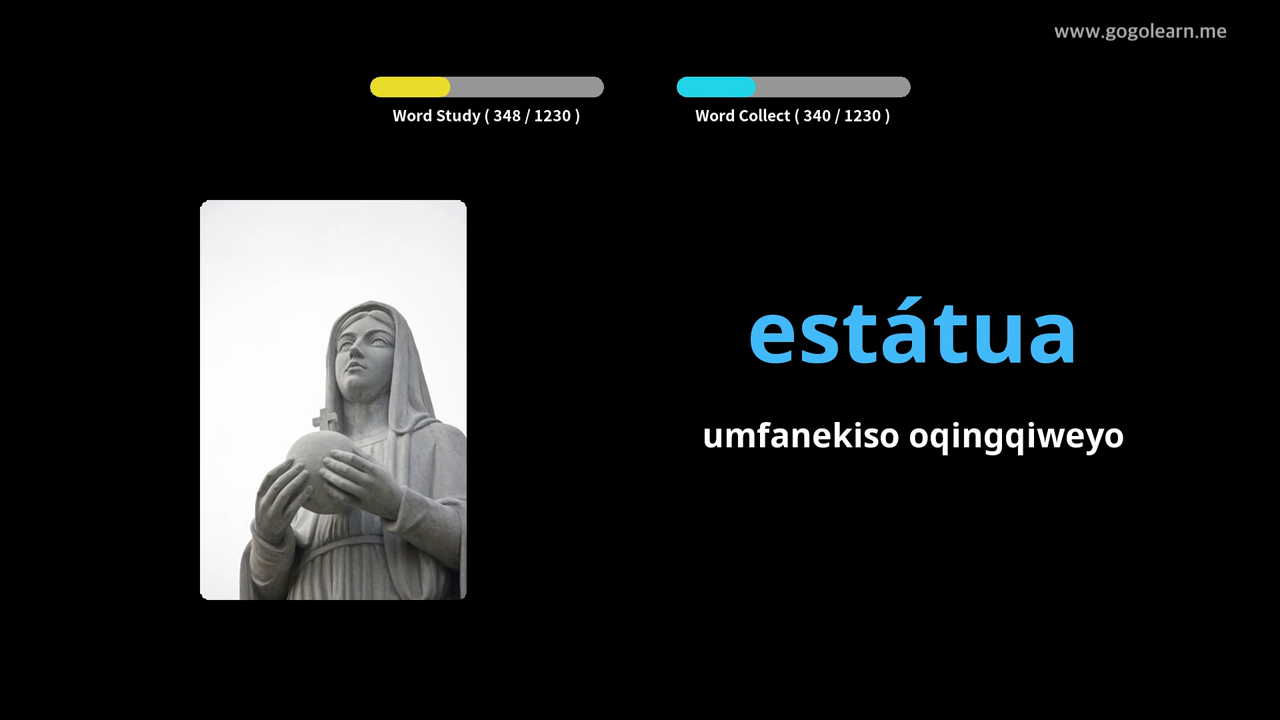 www.gogolearn.me
Word Study ( 348 / 1230 )
Word Collect ( 340 / 1230 )
estátua
umfanekiso oqingqiweyo